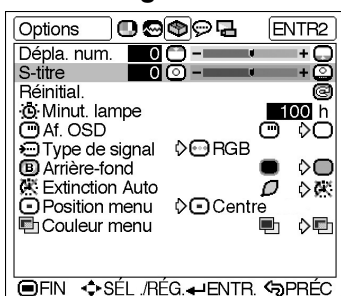 Options ENTR2
Dépla. num. 0 - +
S-titre 0 - +
Réinitial.
Minut. lampe 100 h
Af. OSD
Type de signal RGB
B Arrière-fond
Extinction Auto
Position menu Centre
Couleur menu
FIN SÉL./RÉG. ENTR. PRÉC